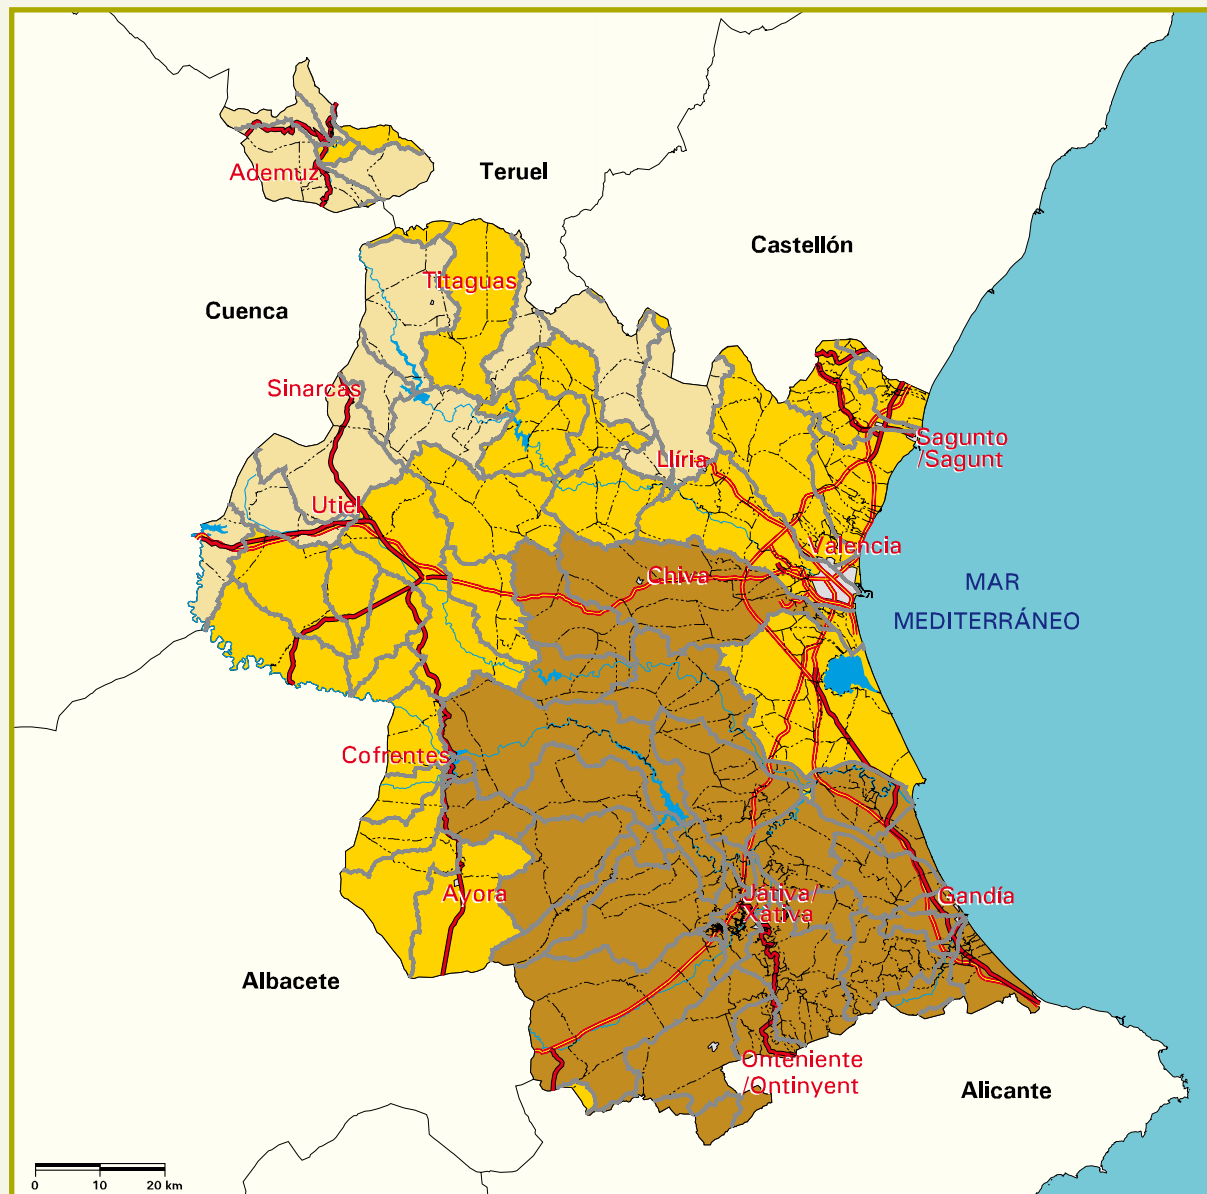 Ademuz
Teruel
Castellón
Titaguas
Cuenca
Sinarcas
Sagunto
/Sagunt
Llíria
Utiel
Valencia
Chiva
MAR
MEDITERRÁNEO
Cofrentes
Ayora
Játiva/
Xátiva
Gandía
Albacete
Onteniente
/Ontinyent
Alicante
0 10 20 km